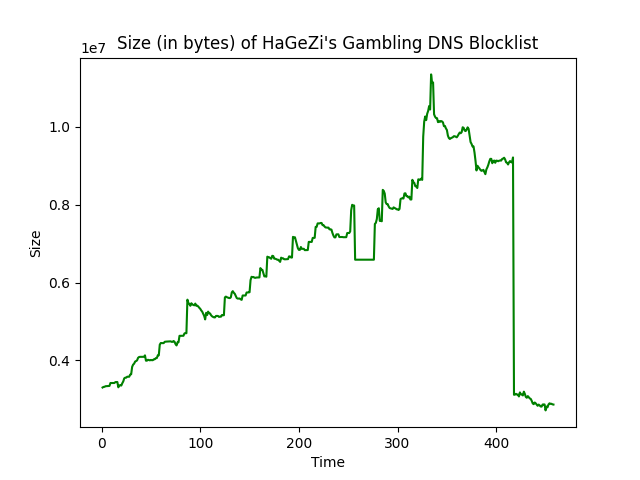 Size (in bytes) of HaGeZi's Gambling DNS Blocklist
1e7
1.0
0.8
0.6
0.4
Size
0 100 200 300 400
Time